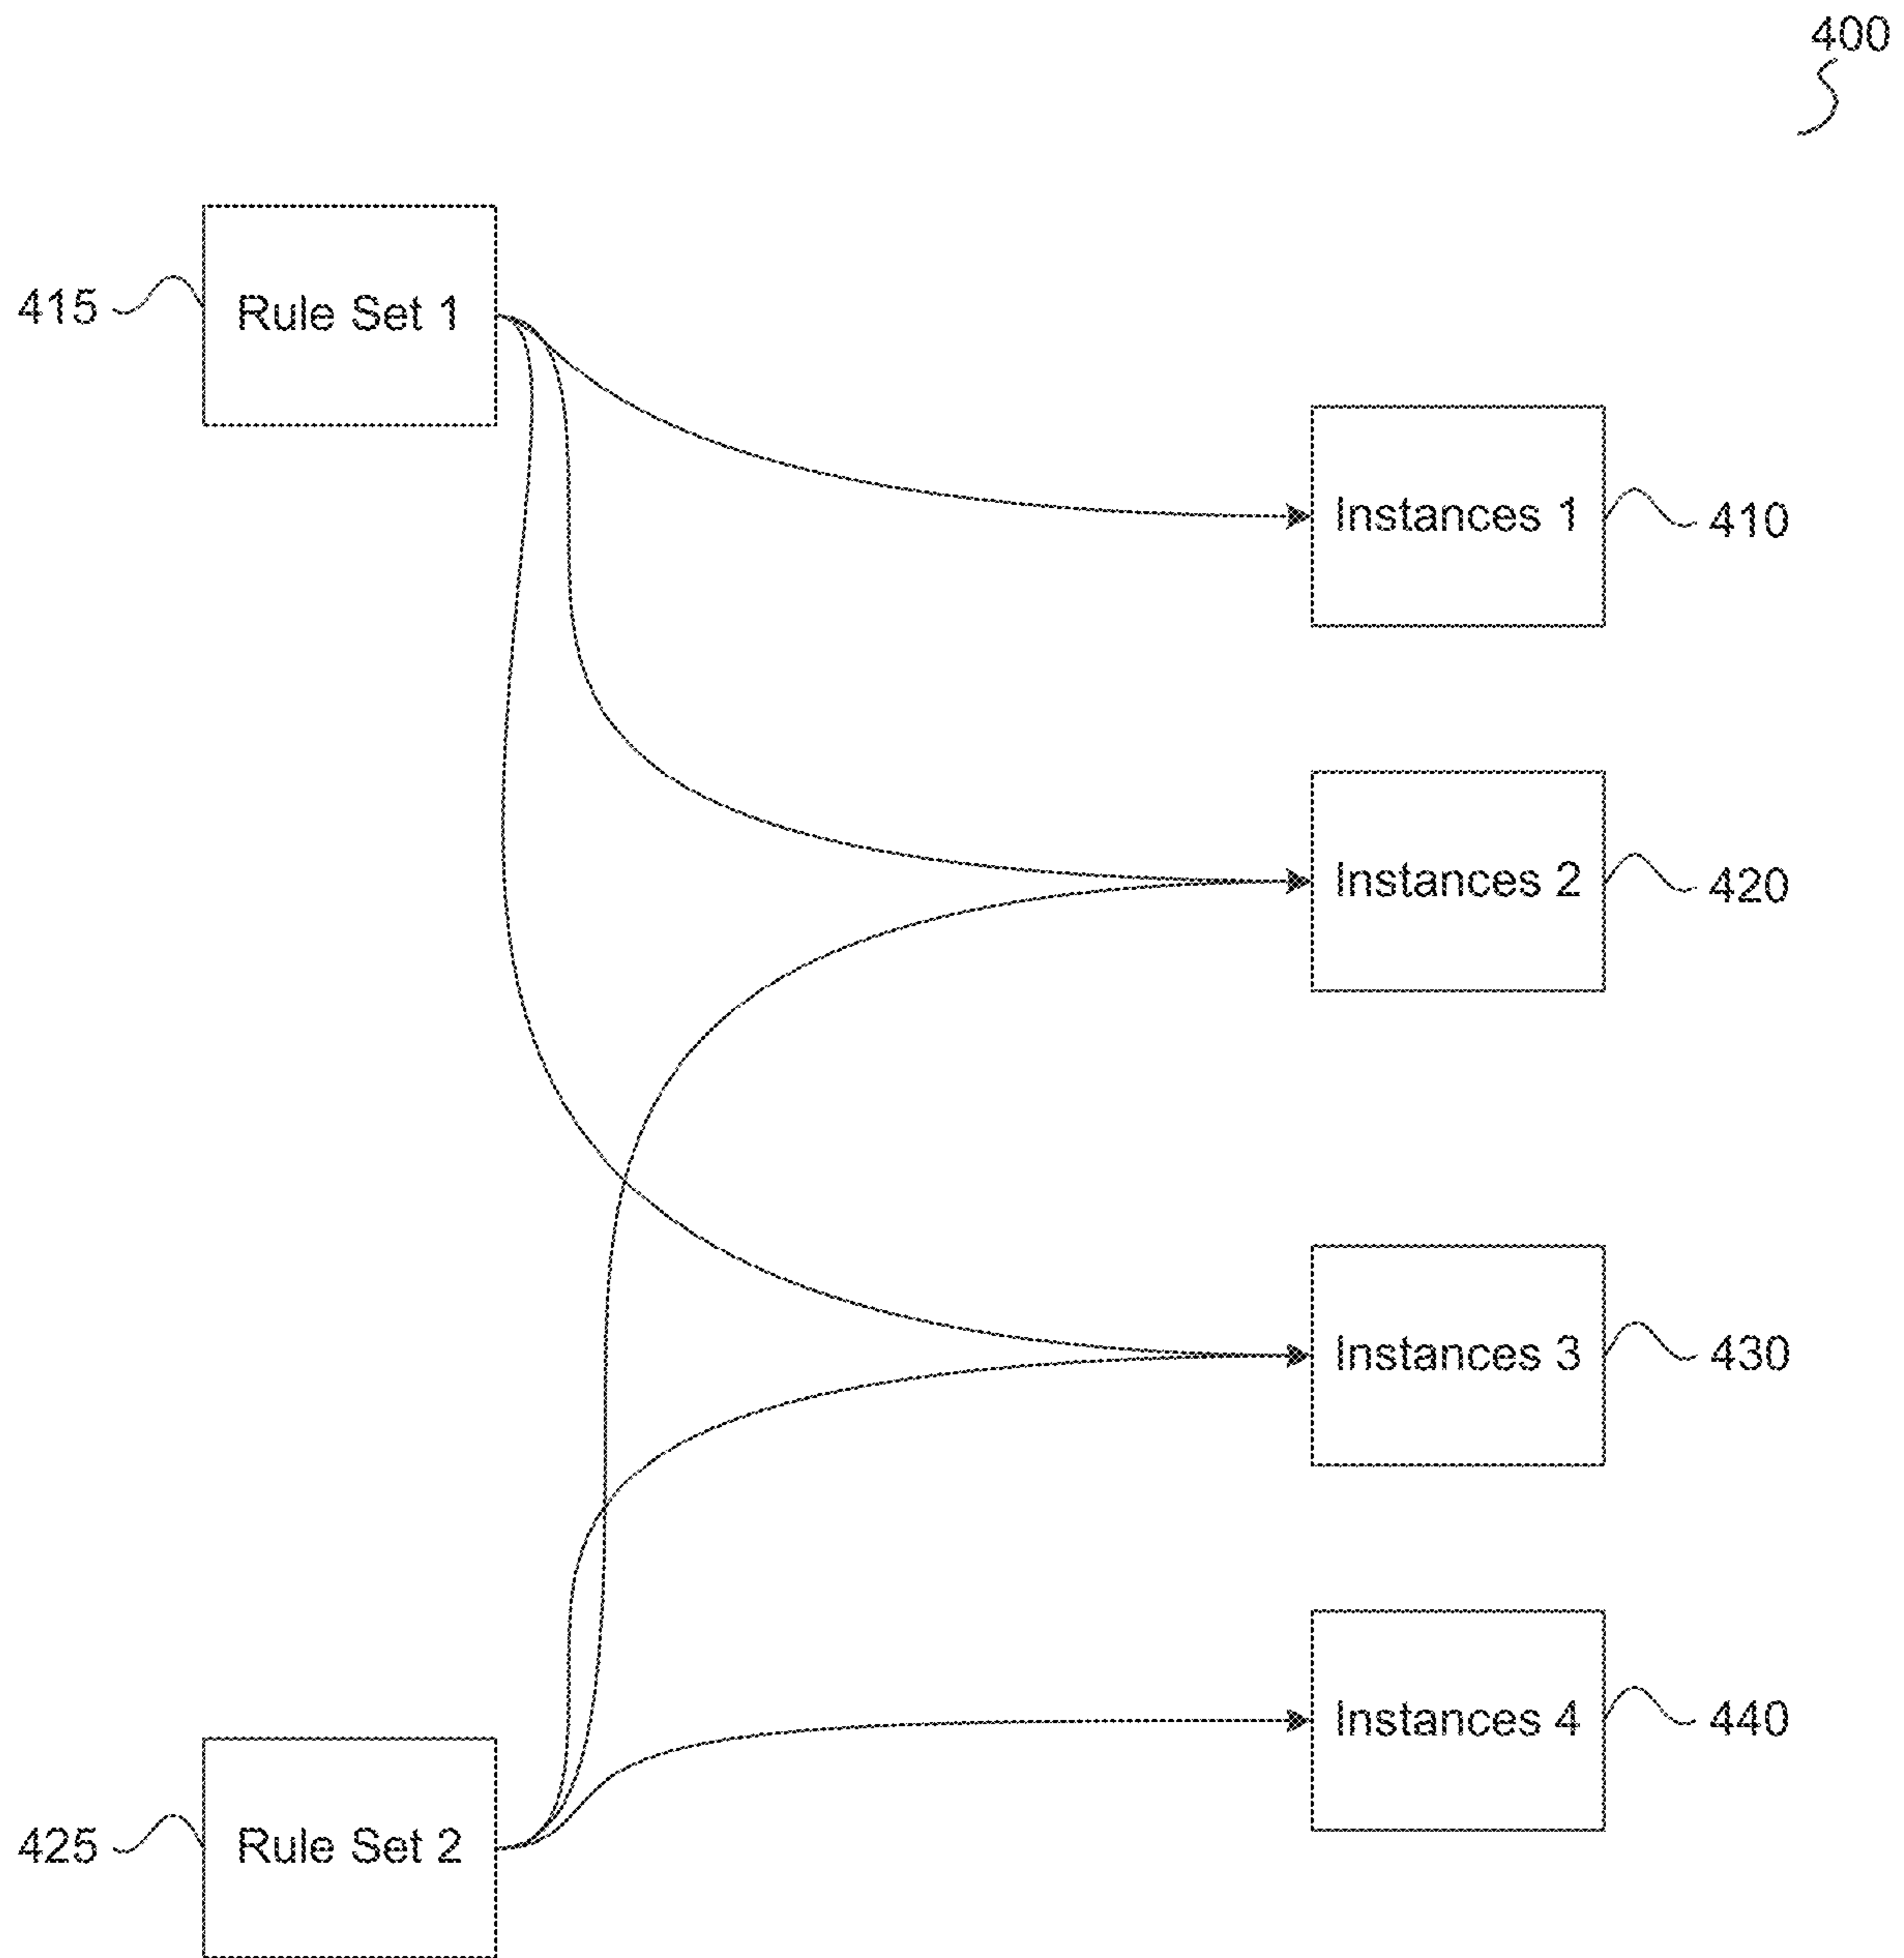 400
415
Rule Set 1
Instances 1
410
Instances 2
420
Instances 3
430
Instances 4
440
425
Rule Set 2